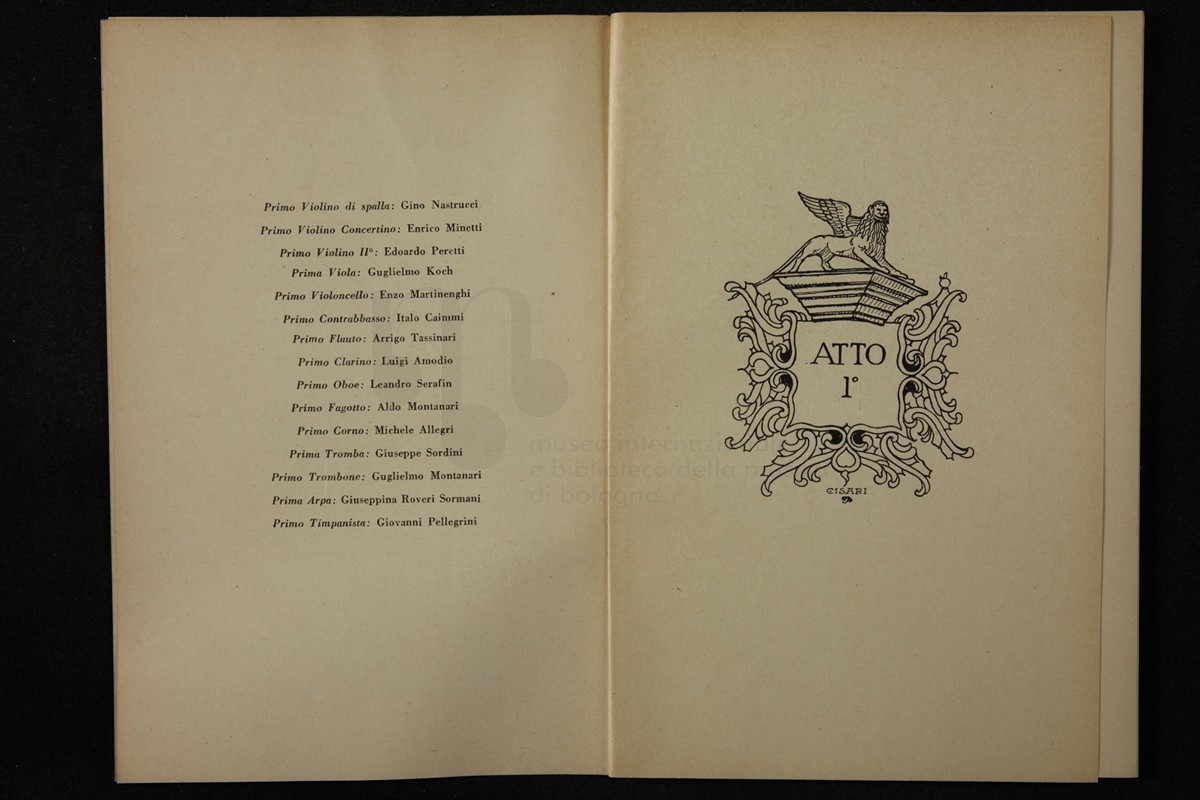 Primo Violino di spalla: Gino Nastrucci
Primo Violino Concertino: Enrico Minetti
Primo Violino IIº: Edoardo Peretti
Prima Viola: Guglielmo Koch
Primo Violoncello: Enzo Martinenghi
Primo Contrabbasso: Italo Caimmi
Primo Flauto: Arrigo Tassinari
Primo Clarino: Luigi Amodio
Primo Oboe: Leandro Serafin
Primo Fagotto: Aldo Montanari
Primo Corno: Michele Allegri
Prima Tromba: Giuseppe Sordini
Primo Trombone: Guglielmo Montanari
Prima Arpa: Giuseppina Roveri Sormani
Primo Timpanista: Giovanni Pellegrini
ATTO
1º
CISARI
museo internazionale
e biblioteca della
di bologna